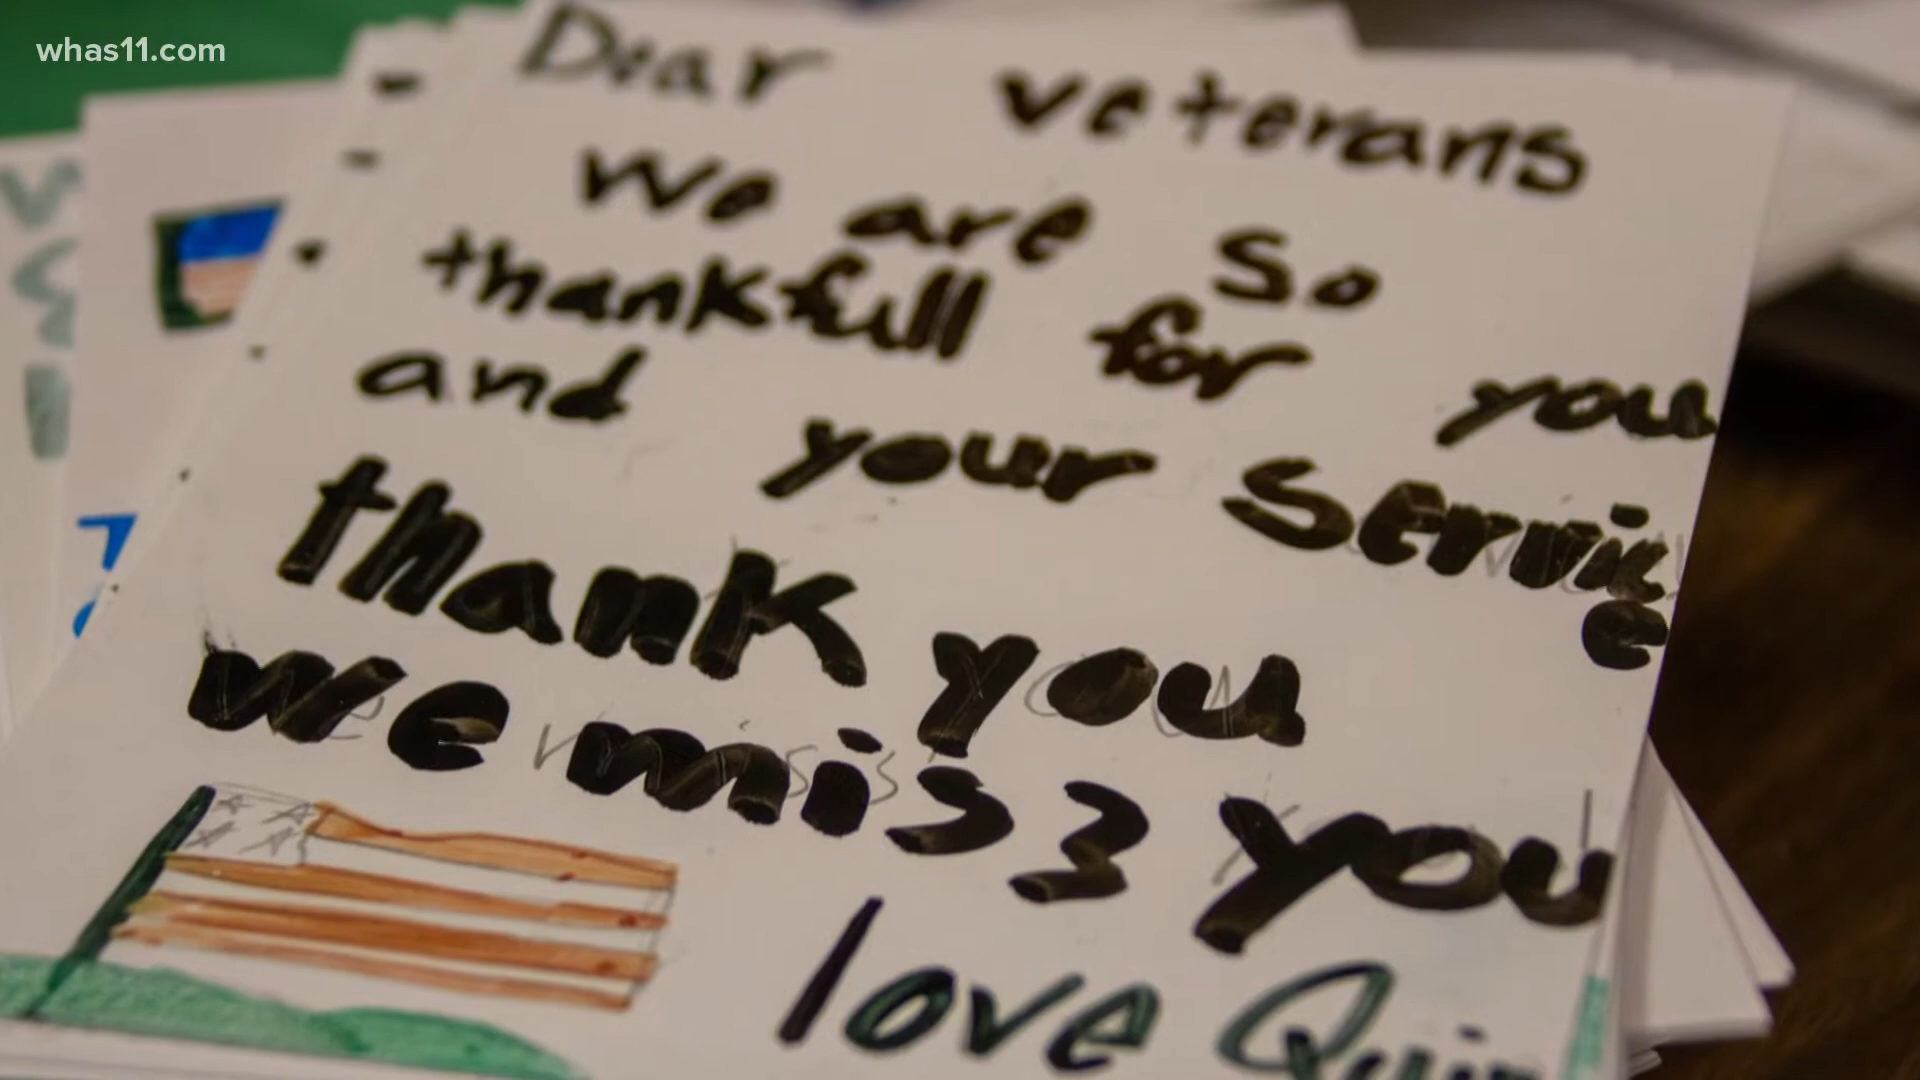 whas11.com
Dear veterans
we are so
thankfull for you
and your service
thank you
we miss you
love